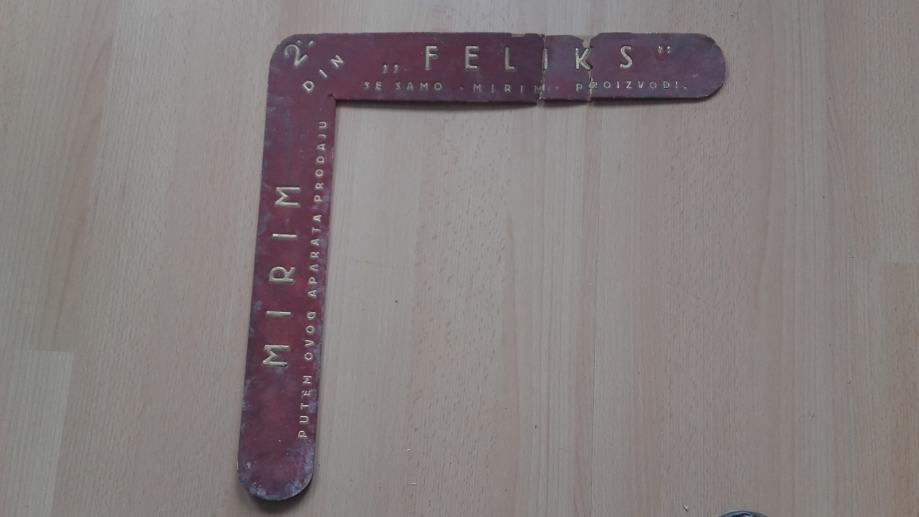 MIRIM
PUTEM OVOG APARATA PRODAJU
2''
DIN
,, FELIKS "
SE SAMO · MIRIM · PROIZVODI.